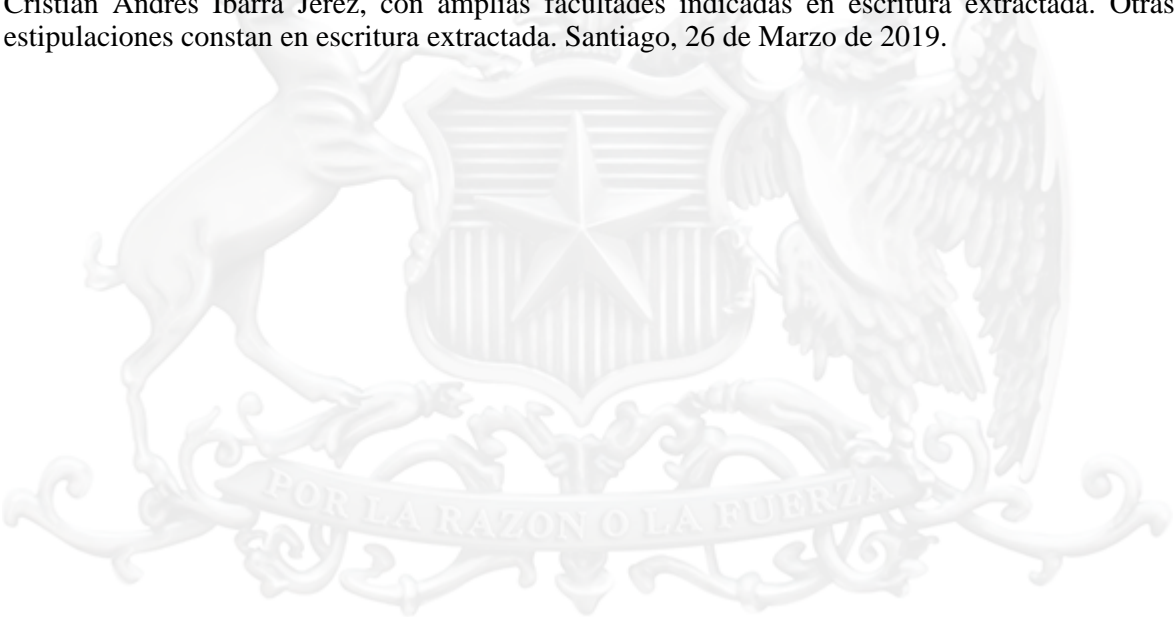 Cristian Andrés Ibarra Jerez, con amplias facultades indicadas en escritura extractada. Otras
estipulaciones constan en escritura extractada. Santiago, 26 de Marzo de 2019.
POR LA RAZON O LA FUERZA